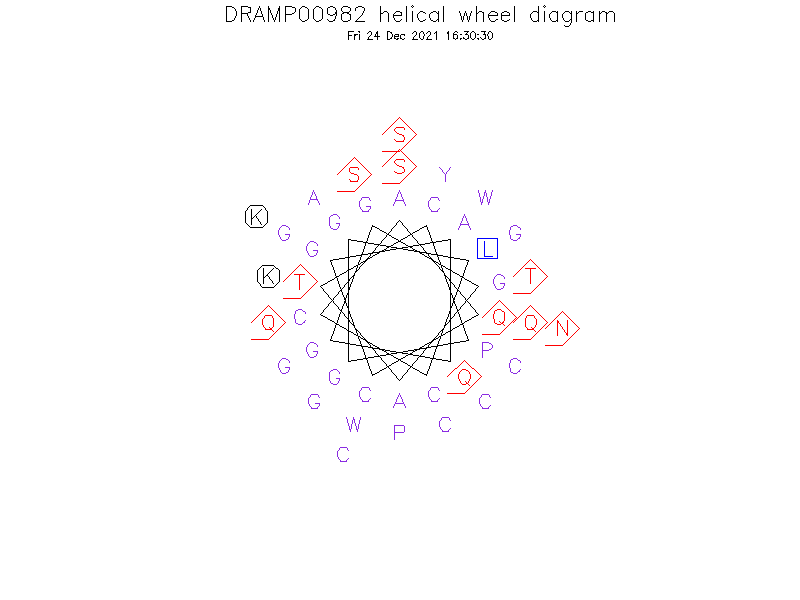 DRAMP00982 helical wheel diagram
Fri 24 Dec 2021 16:30:30
S
S
S Y
A G A C W
K G G A G
G L
K T G T
Q C Q Q N
G P
G G Q C
G C A C C
W P C
C